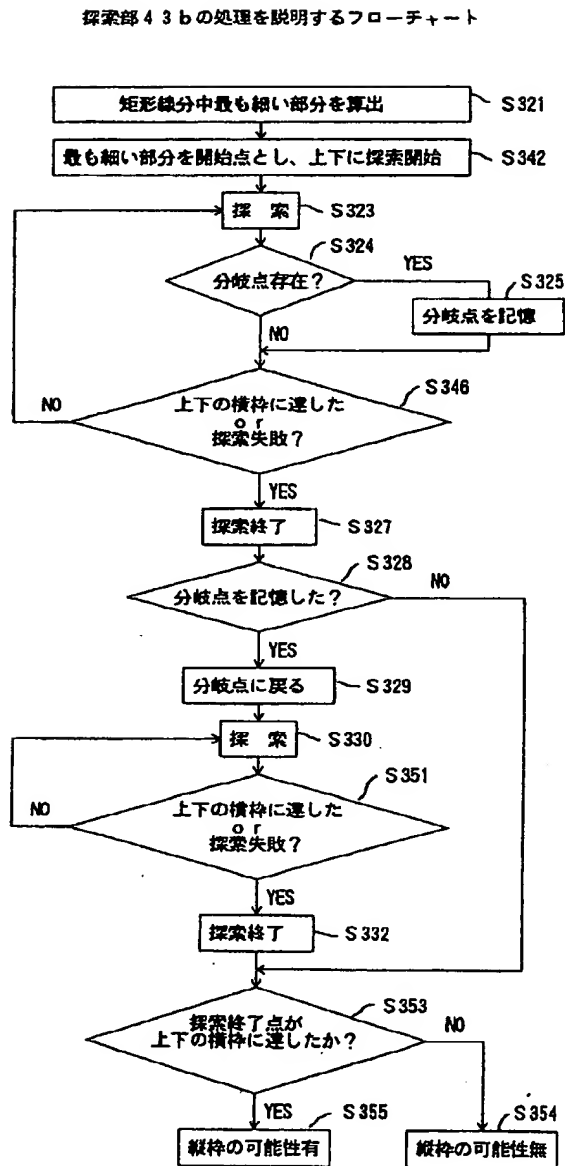 探索部43bの処理を説明するフローチャート
矩形線分中最も細い部分を算出
S321
最も細い部分を開始点とし、上下に探索開始
S342
探 索
S323
S324
分岐点存在?
YES
S325
分岐点を記憶
NO
S346
上下の横枠に達した
or
探索失敗?
NO
YES
探索終了
S327
S328
分岐点を記憶した?
NO
YES
分岐点に戻る
S329
探 索
S330
S351
上下の横枠に達した
or
探索失敗?
NO
YES
探索終了
S332
S353
探索終了点が
上下の横枠に達したか?
NO
YES
S355
縦枠の可能性有
S354
縦枠の可能性無